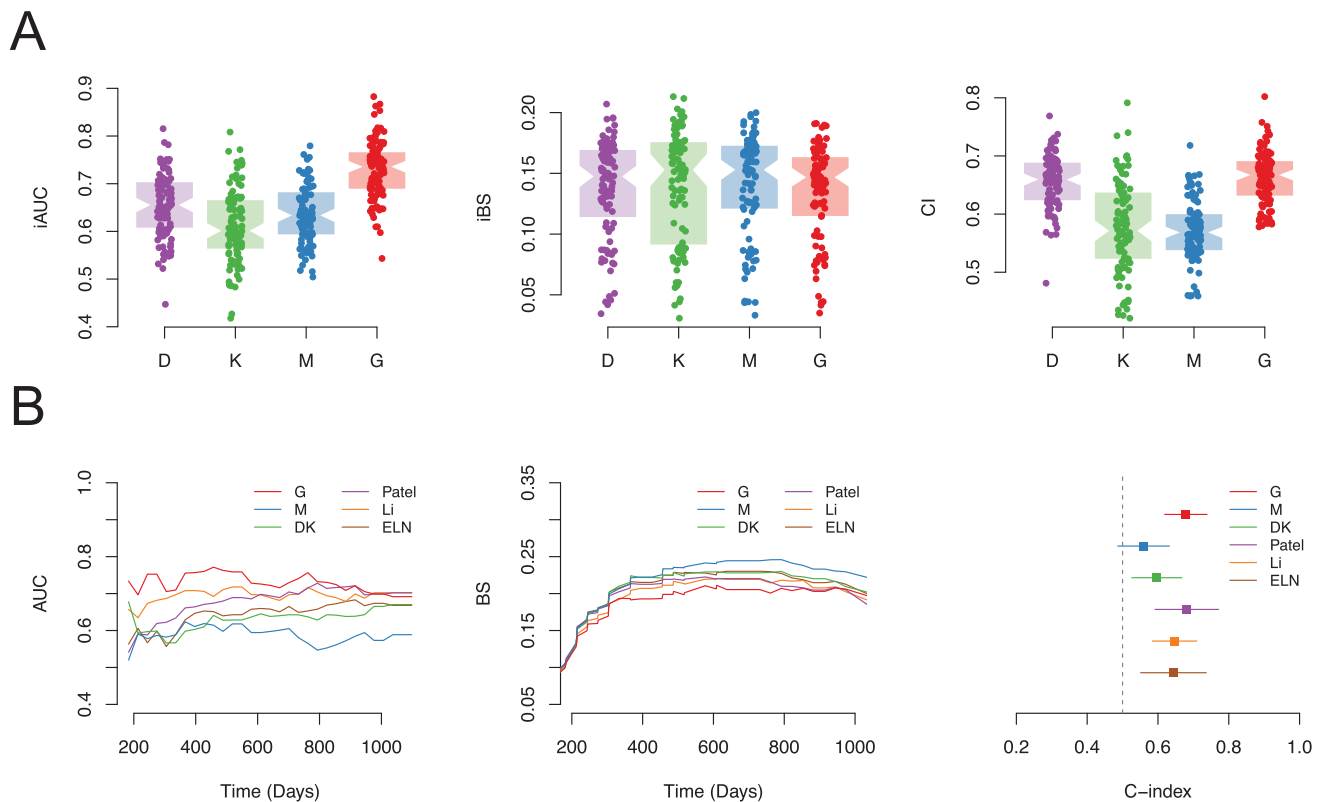 A
iAUC
0.9
0.8
0.7
0.6
0.5
0.4
D K M G
iBS
0.20
0.15
0.10
0.05
D K M G
CI
0.8
0.7
0.6
0.5
D K M G
B
AUC
1.0
0.8
0.6
0.4
G Patel
M Li
DK ELN
200 400 600 800 1000
Time (Days)
BS
0.35
0.25
0.15
0.05
G Patel
M Li
DK ELN
200 400 600 800 1000
Time (Days)
G
M
DK
Patel
Li
ELN
0.2 0.4 0.6 0.8 1.0
C−index